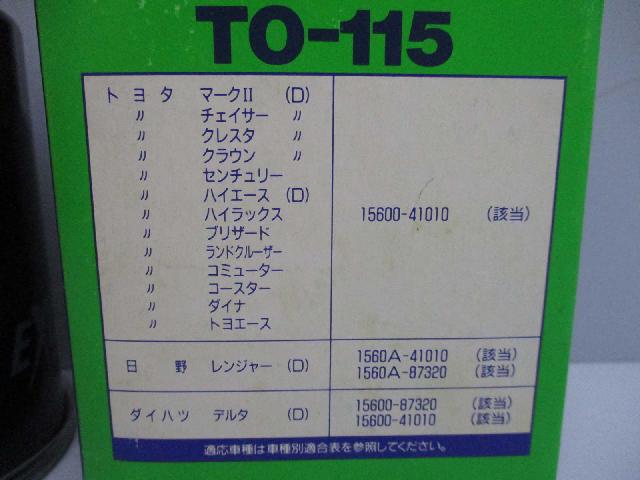 TO-115
トヨタ マークII (D)
〃 チェイサー 〃
〃 クレスタ 〃
〃 クラウン 〃
〃 センチュリー
〃 ハイエース (D)
〃 ハイラックス 15600-41010 (該当)
〃 ブリザード
〃 ランドクルーザー
〃 コミューター
〃 コースター
〃 ダイナ
〃 トヨエース
日野 レンジャー (D) 1560A-41010 (該当)
1560A-87320 (該当)
ダイハツ デルタ (D) 15600-87320 (該当)
15600-41010 (該当)
適応車種は車種別適合表を参照してください。